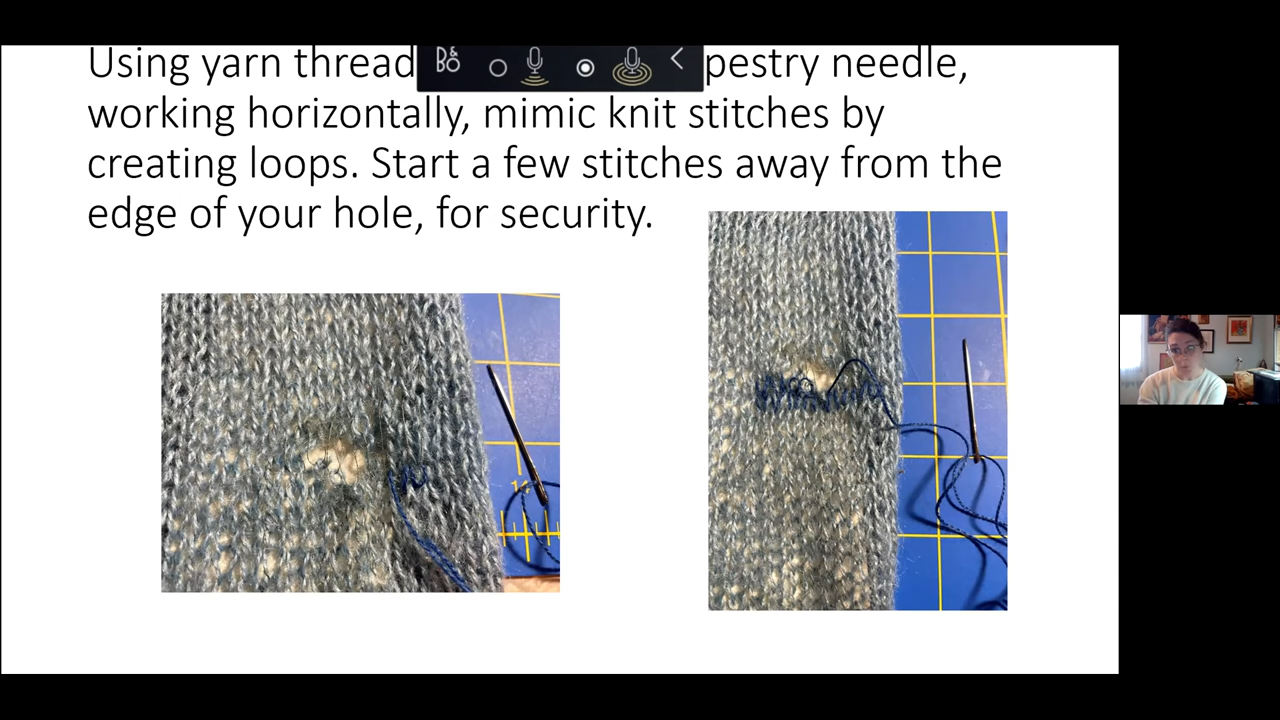 Using yarn thread pestry needle,
working horizontally, mimic knit stitches by
creating loops. Start a few stitches away from the
edge of your hole, for security.
B&O